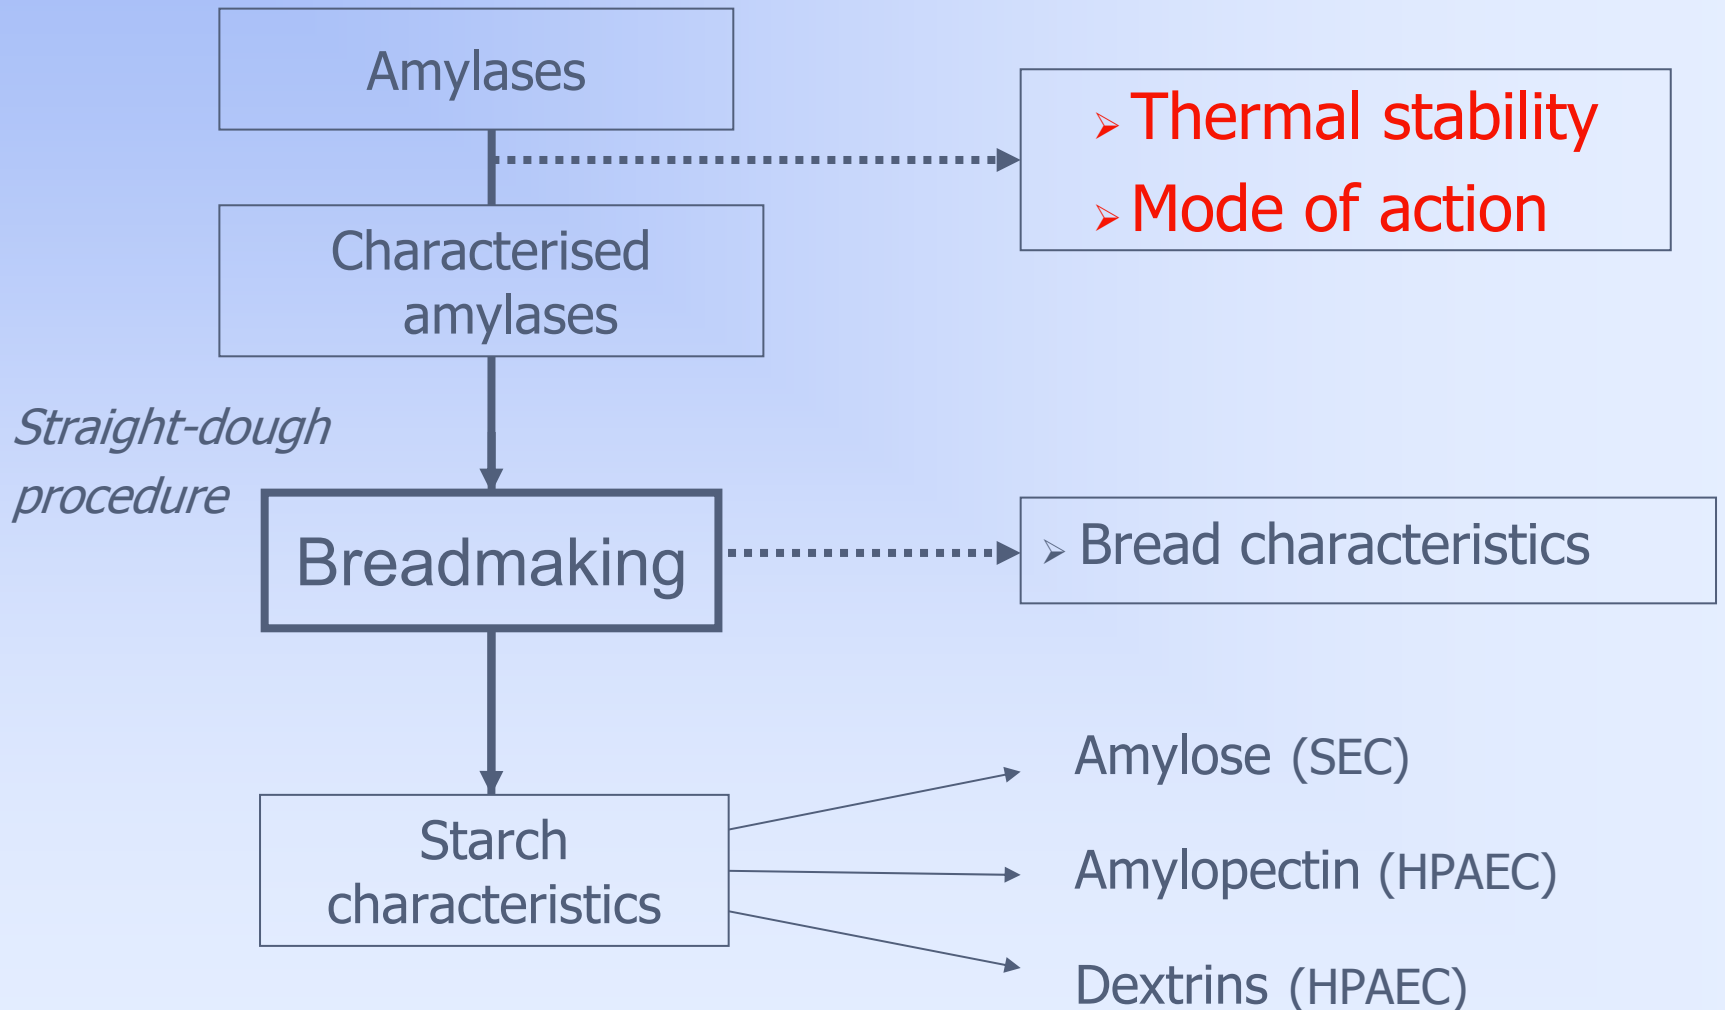 Amylases
➢ Thermal stability
➢ Mode of action
Characterised
amylases
Straight-dough
procedure
Breadmaking
➢ Bread characteristics
Starch
characteristics
Amylose (SEC)
Amylopectin (HPAEC)
Dextrins (HPAEC)